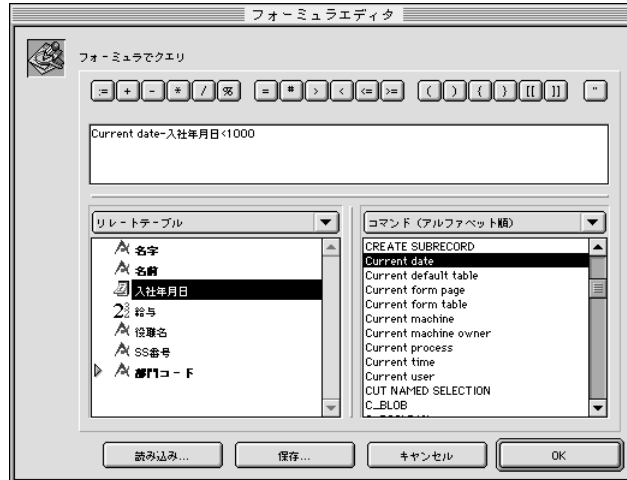 フォーミュラエディタ
フォーミュラでクエリ
:= + - * / % = # > < <= >= ( ) { } [[ ]] "
Current date-入社年月日<1000
リレートテーブル
名字
名前
入社年月日
給与
役職名
SS番号
部門コード
コマンド (アルファベット順)
CREATE SUBRECORD
Current date
Current default table
Current form page
Current form table
Current machine
Current machine owner
Current process
Current time
Current user
CUT NAMED SELECTION
C_BLOB
読み込み...
保存...
キャンセル
OK